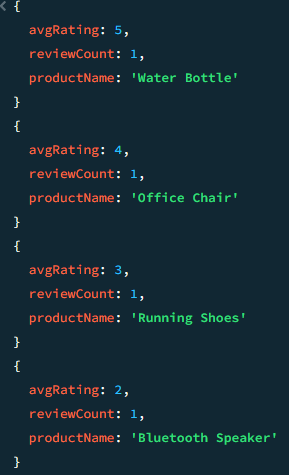 {
avgRating: 5,
reviewCount: 1,
productName: 'Water Bottle'
}
{
avgRating: 4,
reviewCount: 1,
productName: 'Office Chair'
}
{
avgRating: 3,
reviewCount: 1,
productName: 'Running Shoes'
}
{
avgRating: 2,
reviewCount: 1,
productName: 'Bluetooth Speaker'
}